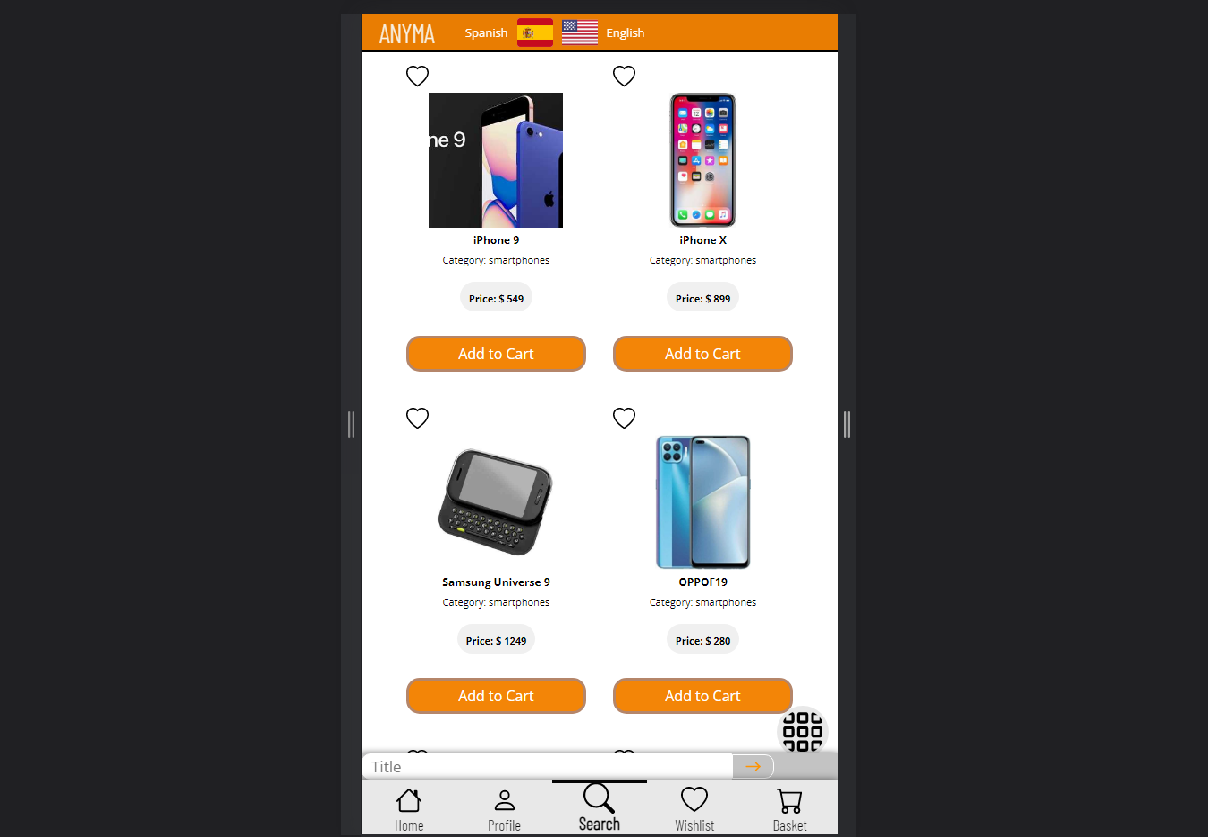 ANYMA
Spanish
English
ne 9
iPhone 9
iPhone X
Category: smartphones
Category: smartphones
Price: $ 549
Price: $ 899
Add to Cart
Add to Cart
Samsung Universe 9
OPPOF19
Category: smartphones
Category: smartphones
Price: $ 1249
Price: $ 280
Add to Cart
Add to Cart
Title
Home
Profile
Search
Wishlist
Basket